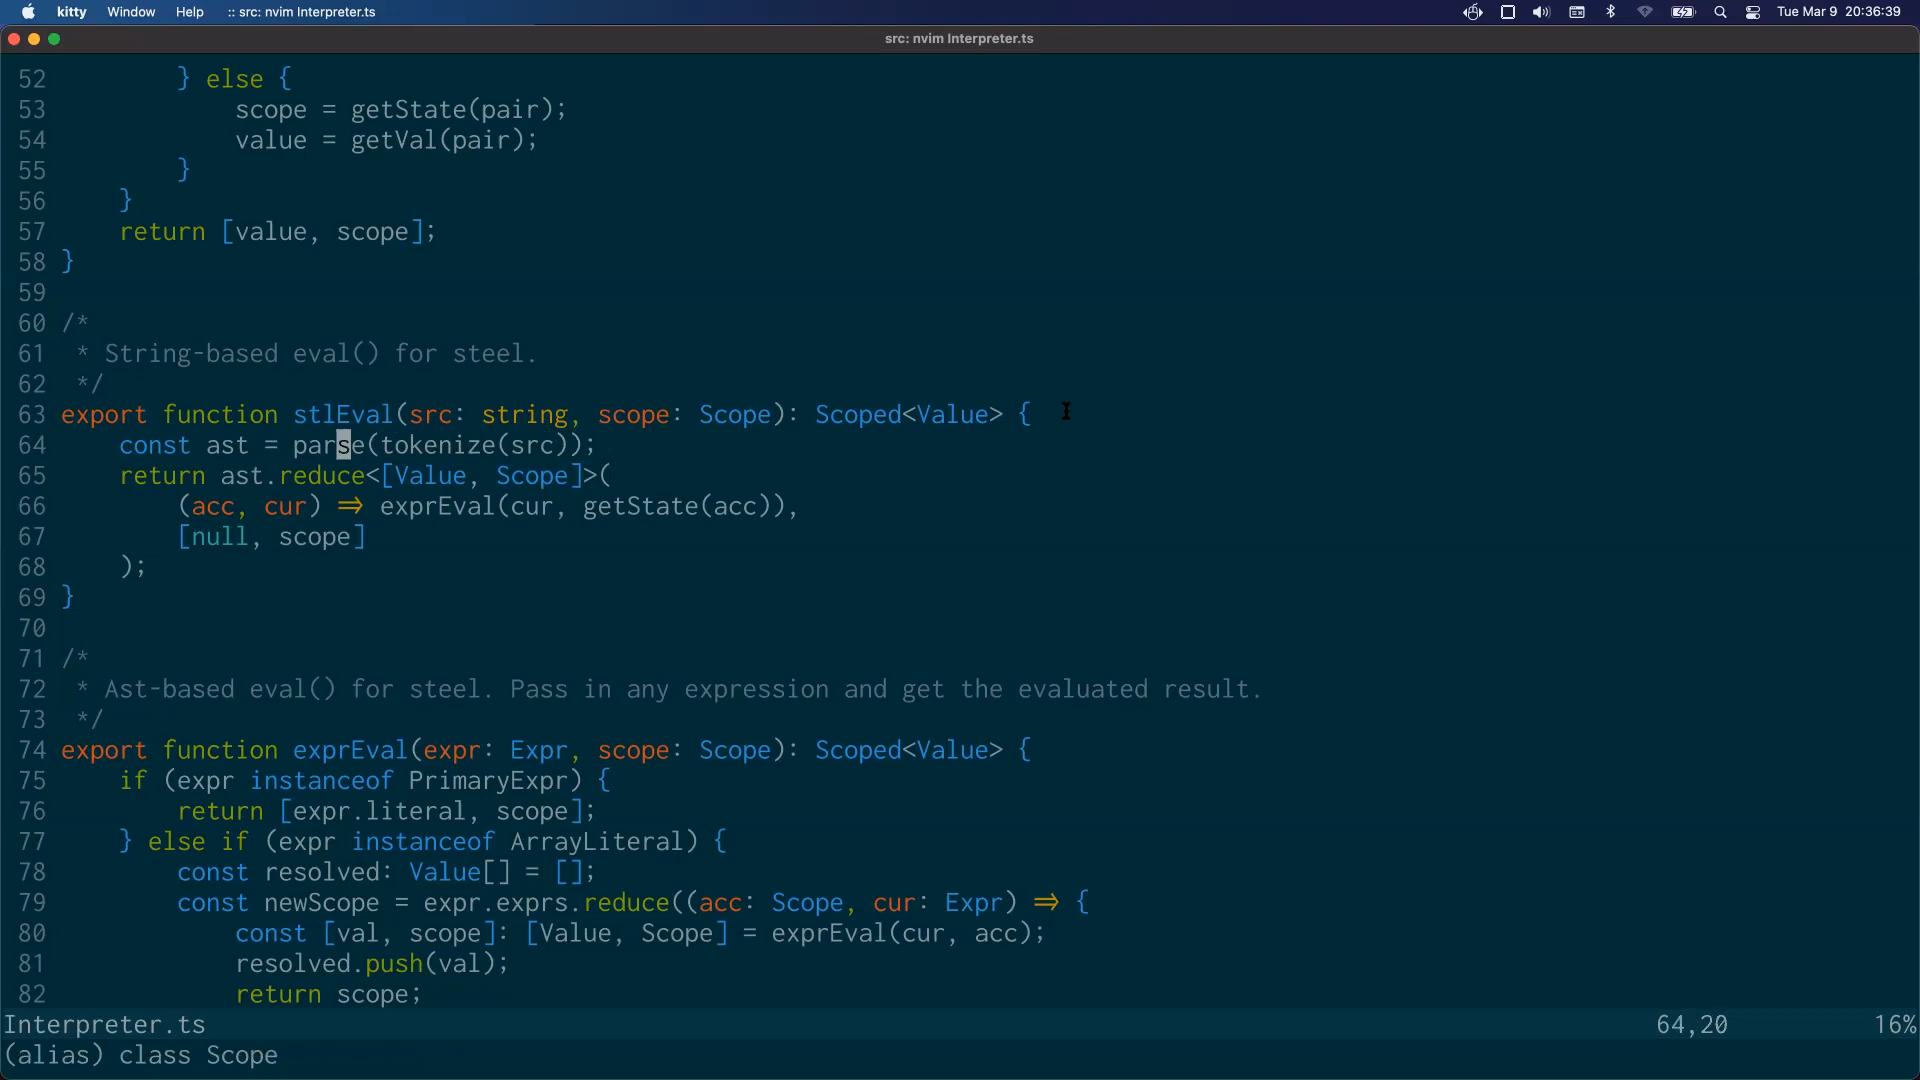 kitty Window Help :: src: nvim Interpreter.ts Tue Mar 9 20:36:39
src: nvim Interpreter.ts
52         } else {
53             scope = getState(pair);
54             value = getVal(pair);
55         }
56     }
57     return [value, scope];
58 }
59
60 /*
61  * String-based eval() for steel.
62  */
63 export function stlEval(src: string, scope: Scope): Scoped<Value> {
64     const ast = parse(tokenize(src));
65     return ast.reduce<[Value, Scope]>(
66         (acc, cur) => exprEval(cur, getState(acc)),
67         [null, scope]
68     );
69 }
70
71 /*
72  * Ast-based eval() for steel. Pass in any expression and get the evaluated result.
73  */
74 export function exprEval(expr: Expr, scope: Scope): Scoped<Value> {
75     if (expr instanceof PrimaryExpr) {
76         return [expr.literal, scope];
77     } else if (expr instanceof ArrayLiteral) {
78         const resolved: Value[] = [];
79         const newScope = expr.exprs.reduce((acc: Scope, cur: Expr) => {
80             const [val, scope]: [Value, Scope] = exprEval(cur, acc);
81             resolved.push(val);
82             return scope;
Interpreter.ts 64,20 16%
(alias) class Scope